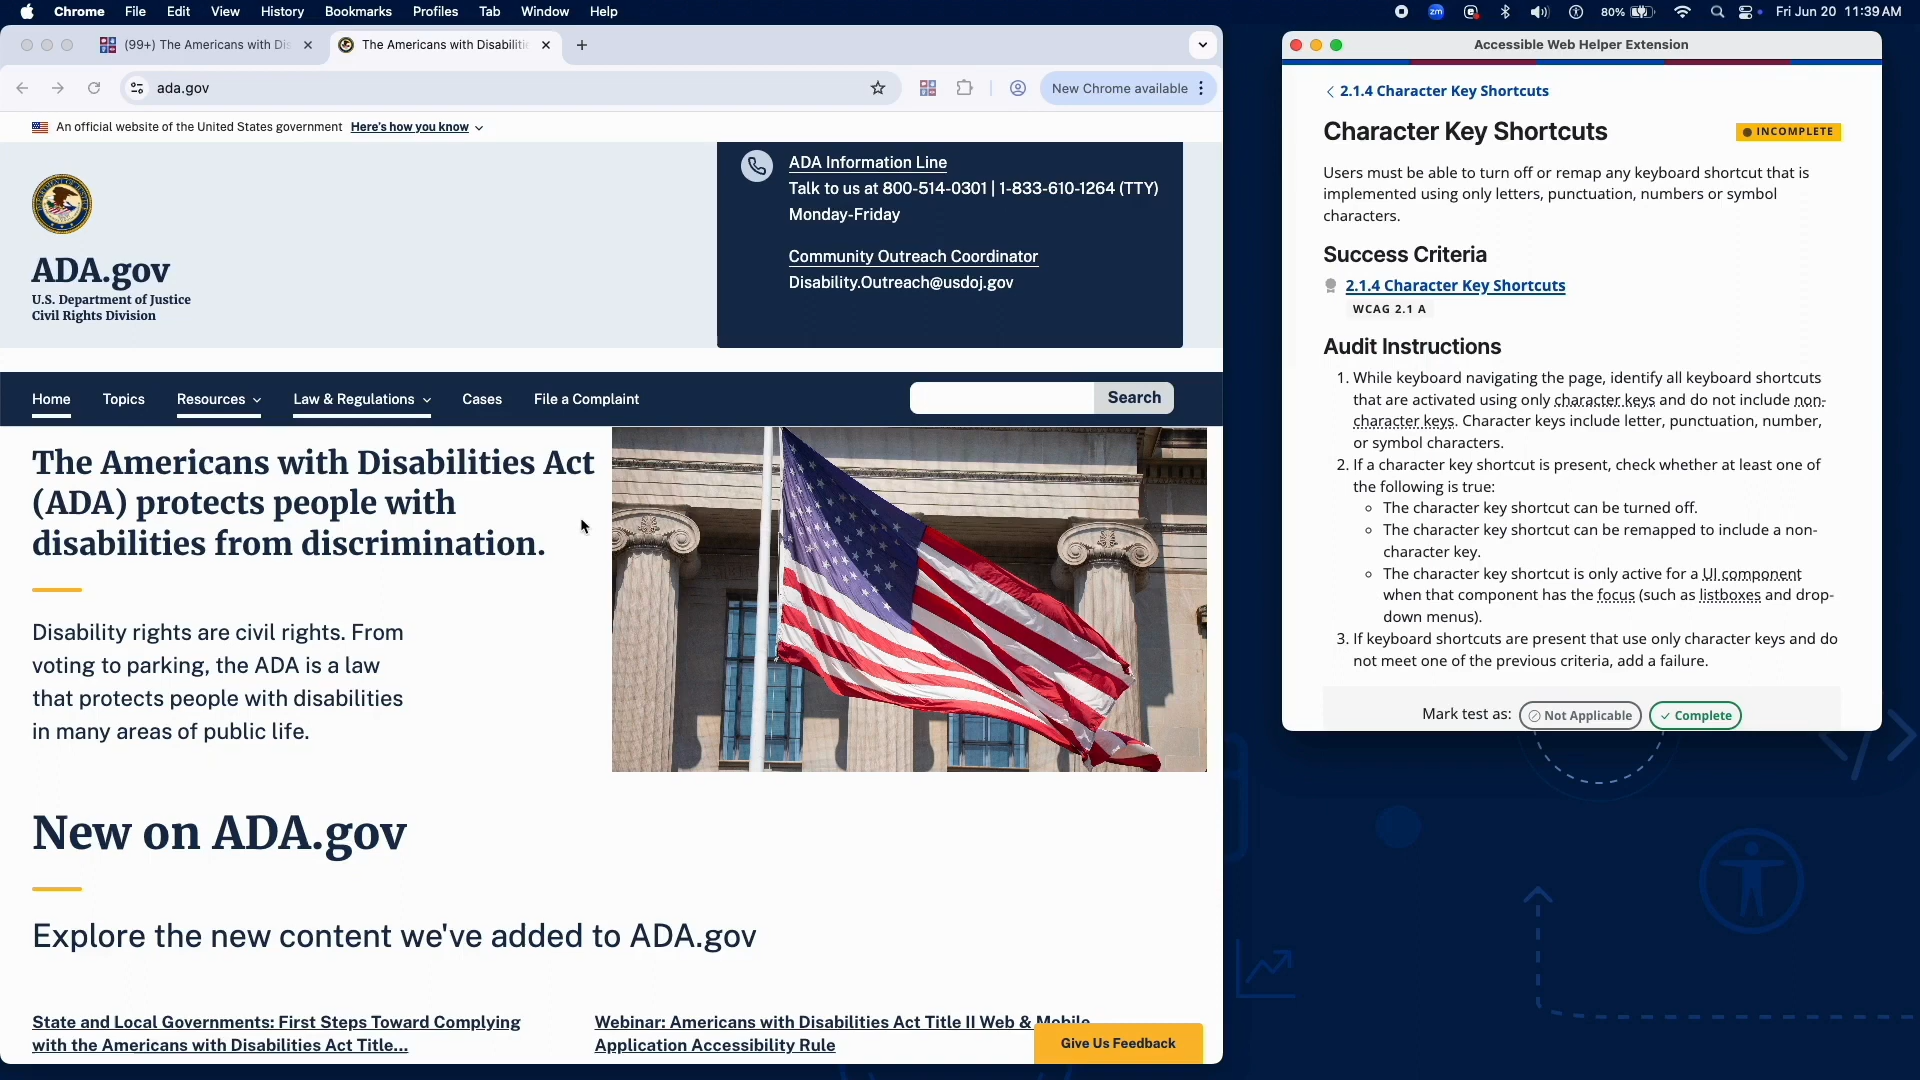 Chrome File Edit View History Bookmarks Profiles Tab Window Help
zm 80% Fri Jun 20 11:39 AM
(99+) The Americans with Dis
The Americans with Disabilitie
ada.gov
New Chrome available
An official website of the United States government Here's how you know
ADA.gov
U.S. Department of Justice
Civil Rights Division
ADA Information Line
Talk to us at 800-514-0301 | 1-833-610-1264 (TTY)
Monday-Friday
Community Outreach Coordinator
Disability.Outreach@usdoj.gov
Home Topics Resources Law & Regulations Cases File a Complaint Search
The Americans with Disabilities Act
(ADA) protects people with
disabilities from discrimination.
Disability rights are civil rights. From
voting to parking, the ADA is a law
that protects people with disabilities
in many areas of public life.
New on ADA.gov
Explore the new content we've added to ADA.gov
State and Local Governments: First Steps Toward Complying
with the Americans with Disabilities Act Title...
Webinar: Americans with Disabilities Act Title II Web & Mobile
Application Accessibility Rule
Give Us Feedback
Accessible Web Helper Extension
2.1.4 Character Key Shortcuts
Character Key Shortcuts
INCOMPLETE
Users must be able to turn off or remap any keyboard shortcut that is
implemented using only letters, punctuation, numbers or symbol
characters.
Success Criteria
2.1.4 Character Key Shortcuts
WCAG 2.1 A
Audit Instructions
1. While keyboard navigating the page, identify all keyboard shortcuts
that are activated using only character keys and do not include non-
character keys. Character keys include letter, punctuation, number,
or symbol characters.
2. If a character key shortcut is present, check whether at least one of
the following is true:
The character key shortcut can be turned off.
The character key shortcut can be remapped to include a non-
character key.
The character key shortcut is only active for a UI component
when that component has the focus (such as listboxes and drop-
down menus).
3. If keyboard shortcuts are present that use only character keys and do
not meet one of the previous criteria, add a failure.
Mark test as: Not Applicable Complete